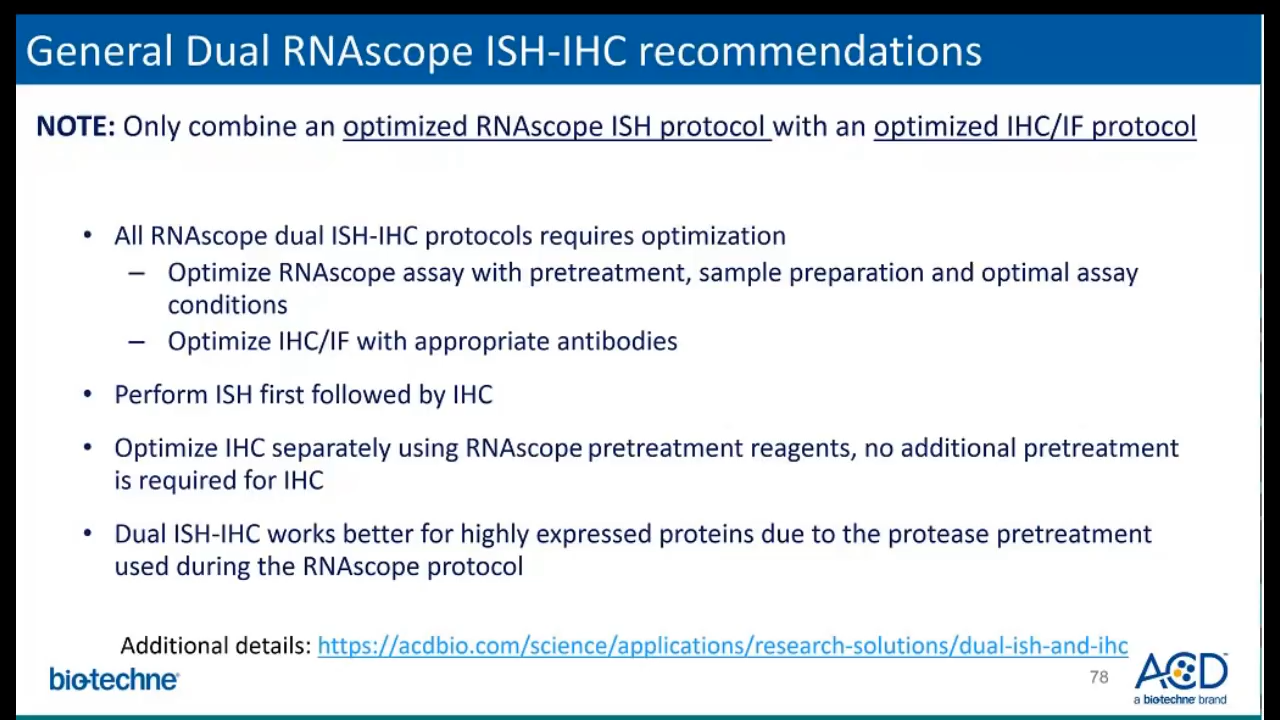 General Dual RNAscope ISH-IHC recommendations
NOTE: Only combine an optimized RNAscope ISH protocol with an optimized IHC/IF protocol
• All RNAscope dual ISH-IHC protocols requires optimization
– Optimize RNAscope assay with pretreatment, sample preparation and optimal assay
conditions
– Optimize IHC/IF with appropriate antibodies
• Perform ISH first followed by IHC
• Optimize IHC separately using RNAscope pretreatment reagents, no additional pretreatment
is required for IHC
• Dual ISH-IHC works better for highly expressed proteins due to the protease pretreatment
used during the RNAscope protocol
Additional details: https://acdbio.com/science/applications/research-solutions/dual-ish-and-ihc
bio-techne®
78
ACD™
a bio-techne brand